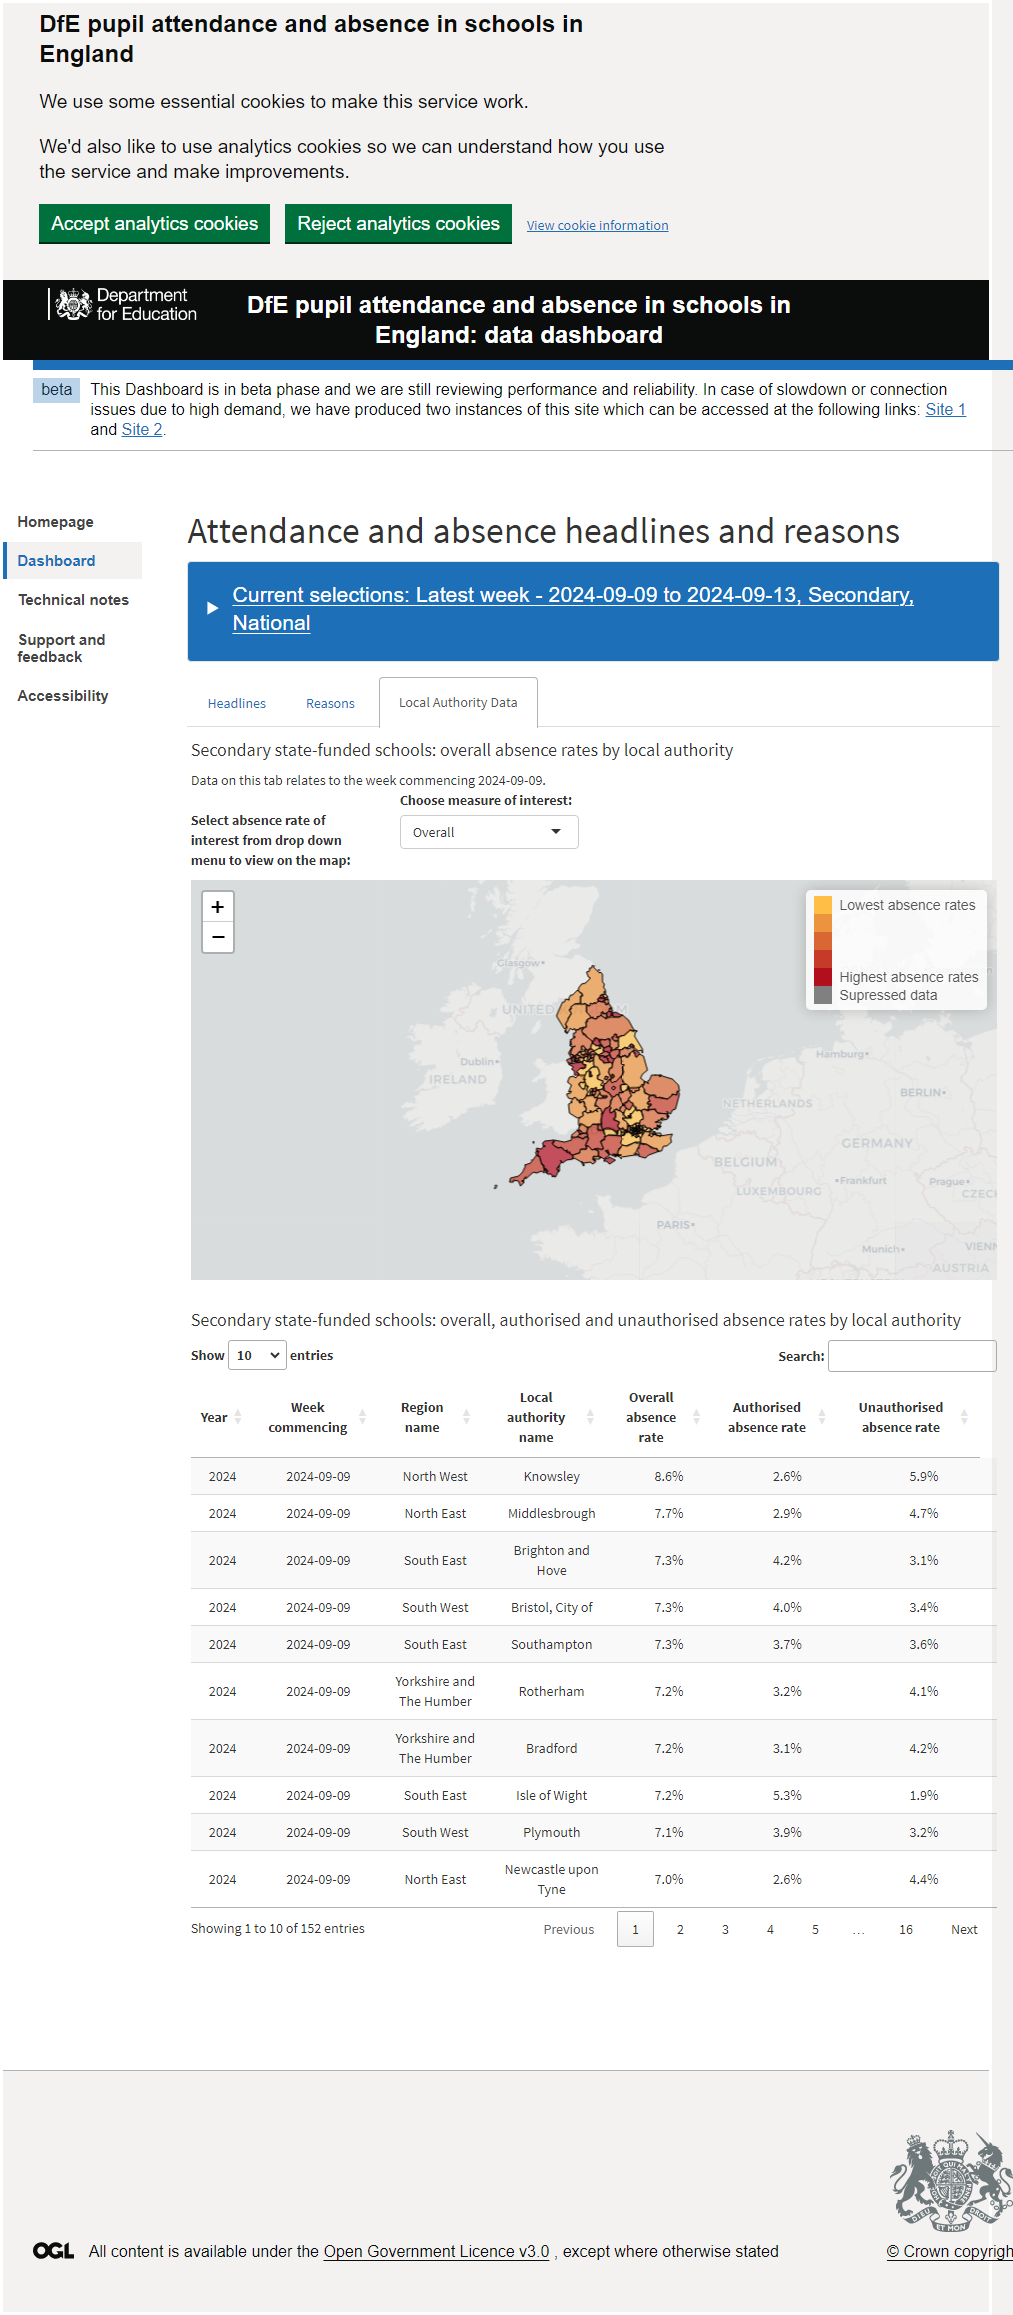 DfE pupil attendance and absence in schools in
England
We use some essential cookies to make this service work.
We'd also like to use analytics cookies so we can understand how you use
the service and make improvements.
Accept analytics cookies Reject analytics cookies View cookie information
Department
for Education
DfE pupil attendance and absence in schools in
England: data dashboard
beta This Dashboard is in beta phase and we are still reviewing performance and reliability. In case of slowdown or connection
issues due to high demand, we have produced two instances of this site which can be accessed at the following links: Site 1
and Site 2.
Homepage
Dashboard
Technical notes
Support and
feedback
Accessibility
Attendance and absence headlines and reasons
Current selections: Latest week - 2024-09-09 to 2024-09-13, Secondary,
National
Headlines Reasons Local Authority Data
Secondary state-funded schools: overall absence rates by local authority
Data on this tab relates to the week commencing 2024-09-09.
Select absence rate of
interest from drop down
menu to view on the map:
Choose measure of interest:
Overall
+
−
Lowest absence rates
Highest absence rates
Supressed data
Glasgow
UNITED KINGDOM
Dublin
IRELAND
Hamburg
BERLIN
NETHERLANDS
GERMANY
BELGIUM
Frankfurt
Prague
LUXEMBOURG
CZECH
PARIS
Munich
VIENN
AUSTRIA
Secondary state-funded schools: overall, authorised and unauthorised absence rates by local authority
Show 10 entries Search:
Year Week commencing Region name Local authority name Overall absence rate Authorised absence rate Unauthorised absence rate
2024 2024-09-09 North West Knowsley 8.6% 2.6% 5.9%
2024 2024-09-09 North East Middlesbrough 7.7% 2.9% 4.7%
2024 2024-09-09 South East Brighton and Hove 7.3% 4.2% 3.1%
2024 2024-09-09 South West Bristol, City of 7.3% 4.0% 3.4%
2024 2024-09-09 South East Southampton 7.3% 3.7% 3.6%
2024 2024-09-09 Yorkshire and The Humber Rotherham 7.2% 3.2% 4.1%
2024 2024-09-09 Yorkshire and The Humber Bradford 7.2% 3.1% 4.2%
2024 2024-09-09 South East Isle of Wight 7.2% 5.3% 1.9%
2024 2024-09-09 South West Plymouth 7.1% 3.9% 3.2%
2024 2024-09-09 North East Newcastle upon Tyne 7.0% 2.6% 4.4%
Showing 1 to 10 of 152 entries Previous 1 2 3 4 5 … 16 Next
DIEU ET MON DROIT
OGL All content is available under the Open Government Licence v3.0 , except where otherwise stated
© Crown copyrigh